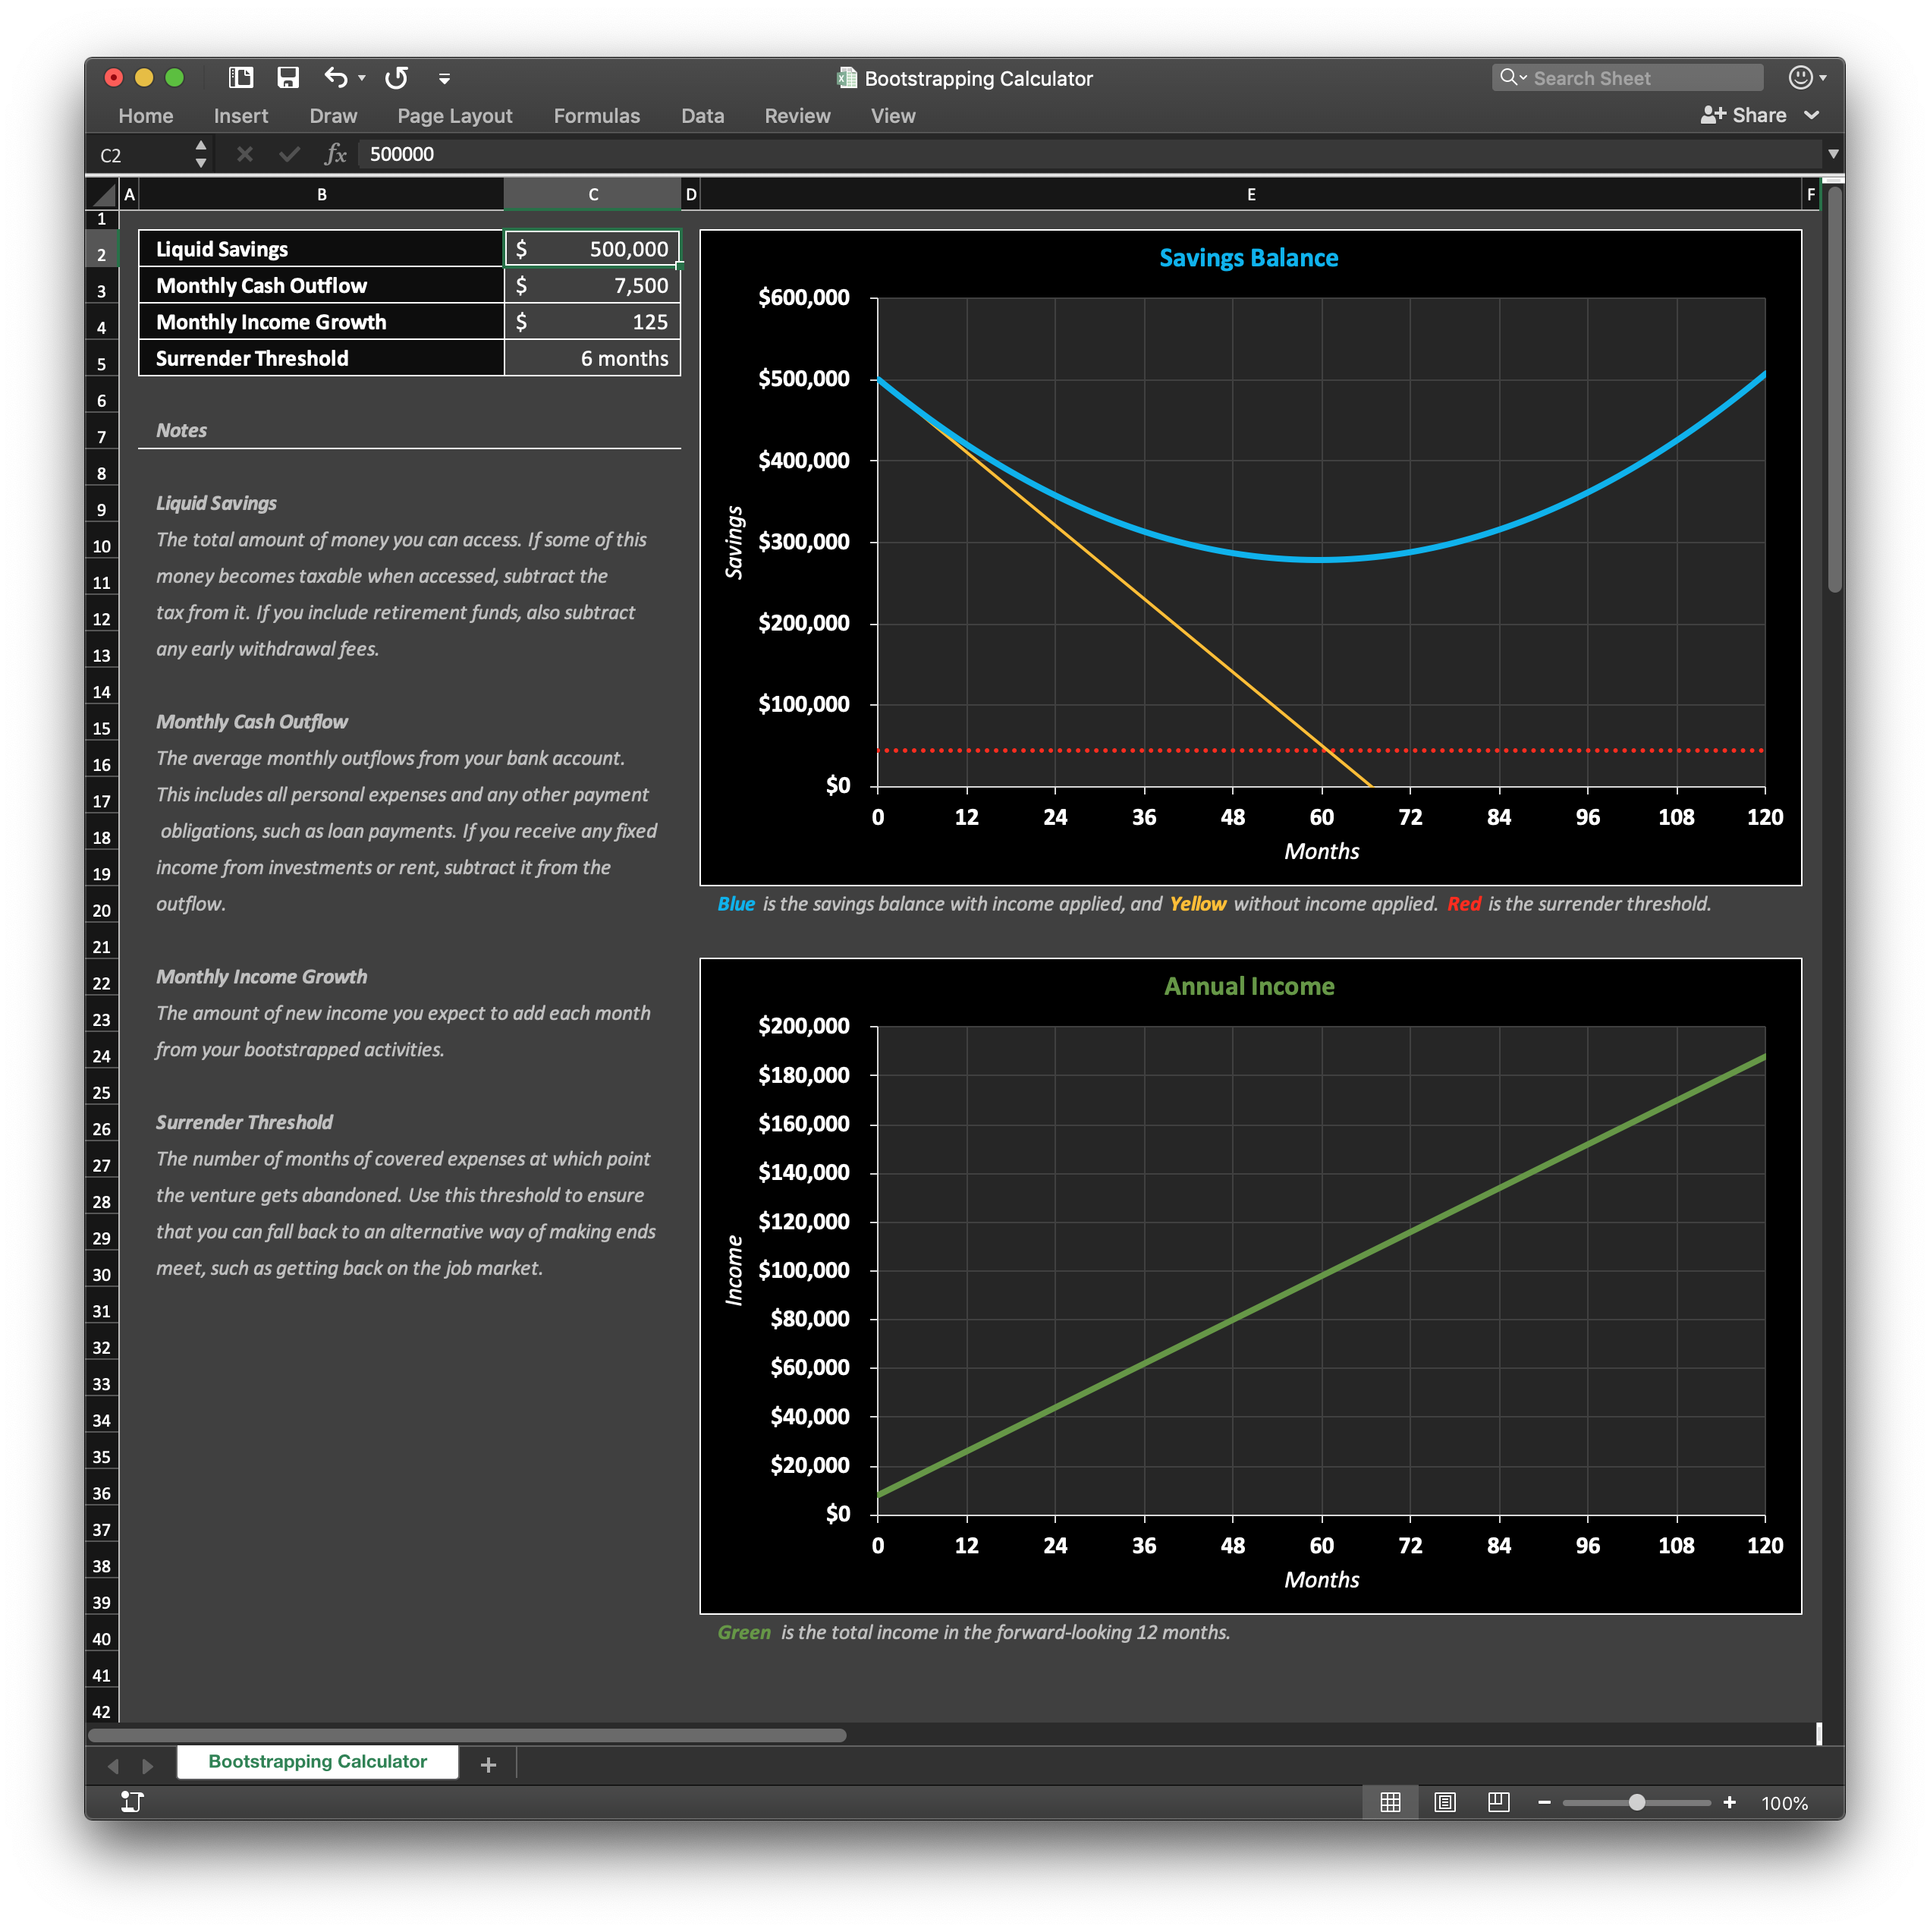 Bootstrapping Calculator
Search Sheet
Home Insert Draw Page Layout Formulas Data Review View
Share
C2
fx 500000
A B C D E F
1
2
3
4
5
6
7
8
9
10
11
12
13
14
15
16
17
18
19
20
21
22
23
24
25
26
27
28
29
30
31
32
33
34
35
36
37
38
39
40
41
42
Liquid Savings $ 500,000
Monthly Cash Outflow $ 7,500
Monthly Income Growth $ 125
Surrender Threshold 6 months
Notes
Liquid Savings
The total amount of money you can access. If some of this
money becomes taxable when accessed, subtract the
tax from it. If you include retirement funds, also subtract
any early withdrawal fees.
Monthly Cash Outflow
The average monthly outflows from your bank account.
This includes all personal expenses and any other payment
obligations, such as loan payments. If you receive any fixed
income from investments or rent, subtract it from the
outflow.
Monthly Income Growth
The amount of new income you expect to add each month
from your bootstrapped activities.
Surrender Threshold
The number of months of covered expenses at which point
the venture gets abandoned. Use this threshold to ensure
that you can fall back to an alternative way of making ends
meet, such as getting back on the job market.
Savings Balance
$600,000
$500,000
$400,000
$300,000
$200,000
$100,000
$0
Savings
0 12 24 36 48 60 72 84 96 108 120
Months
Blue is the savings balance with income applied, and Yellow without income applied. Red is the surrender threshold.
Annual Income
$200,000
$180,000
$160,000
$140,000
$120,000
$100,000
$80,000
$60,000
$40,000
$20,000
$0
Income
0 12 24 36 48 60 72 84 96 108 120
Months
Green is the total income in the forward-looking 12 months.
Bootstrapping Calculator +
100%